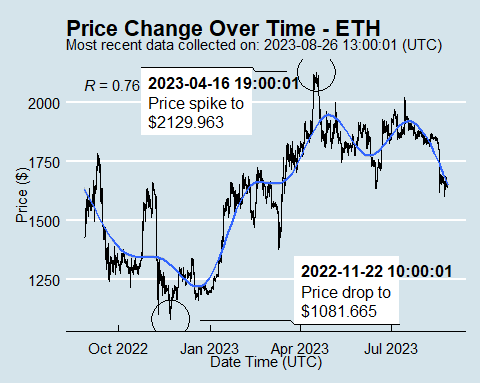 Price Change Over Time - ETH
Most recent data collected on: 2023-08-26 13:00:01 (UTC)
R = 0.76
2023-04-16 19:00:01
Price spike to
$2129.963
2000
1750
1500
1250
Price ($)
2022-11-22 10:00:01
Price drop to
$1081.665
Oct 2022
Jan 2023
Apr 2023
Jul 2023
Date Time (UTC)